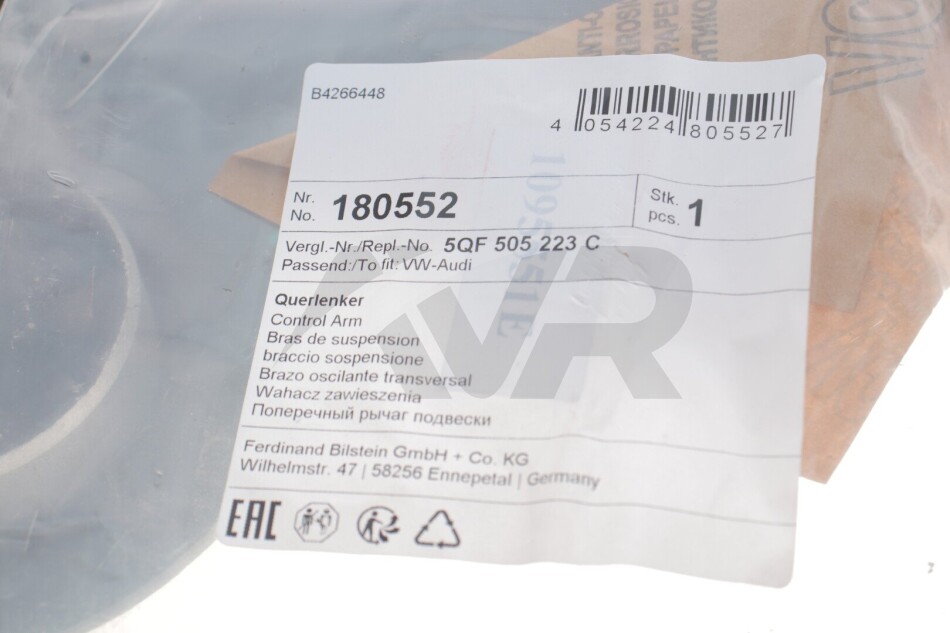 B4266448
4 054224 805527
Nr.
No. 180552
Stk.
pcs. 1
Vergl.-Nr./Repl.-No. 5QF 505 223 C
Passend:/To fit: VW-Audi
Querlenker
Control Arm
Bras de suspension
braccio sospensione
Brazo oscilante transversal
Wahacz zawieszenia
Поперечный рычаг подвески
Ferdinand Bilstein GmbH + Co. KG
Wilhelmstr. 47 | 58256 Ennepetal | Germany
EAC